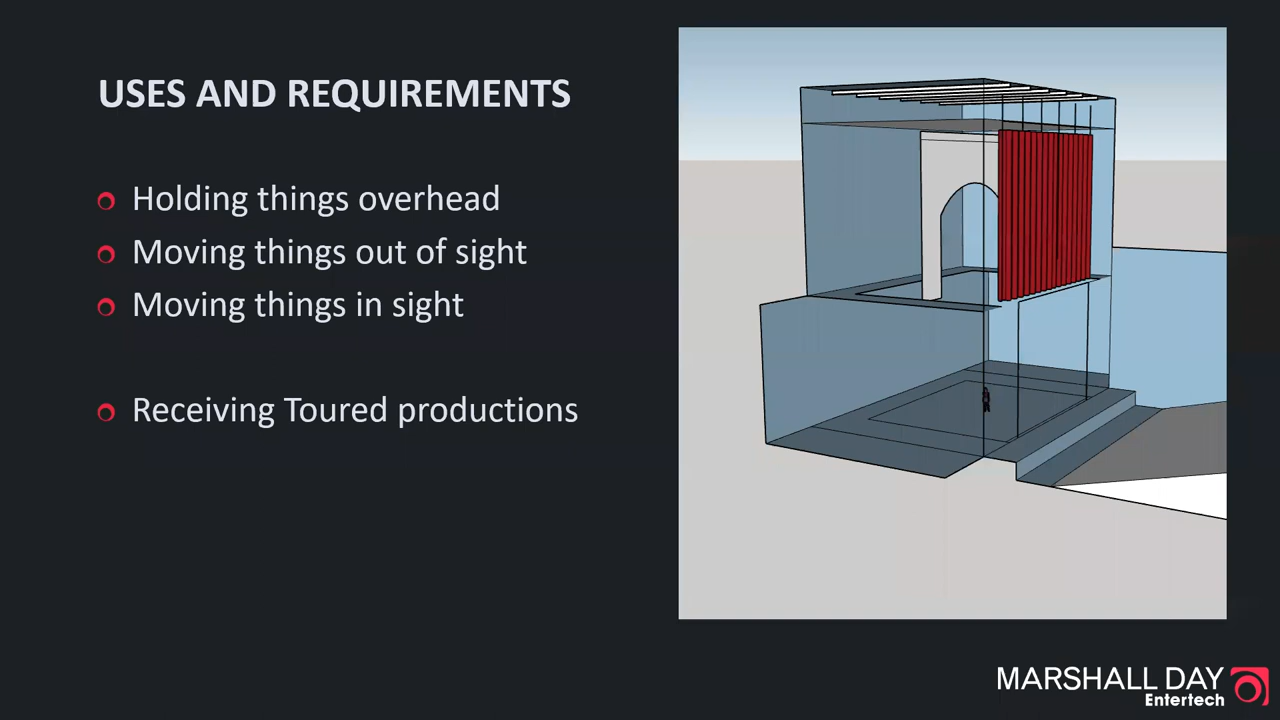 USES AND REQUIREMENTS
Holding things overhead
Moving things out of sight
Moving things in sight
Receiving Toured productions
MARSHALL DAY
Entertech